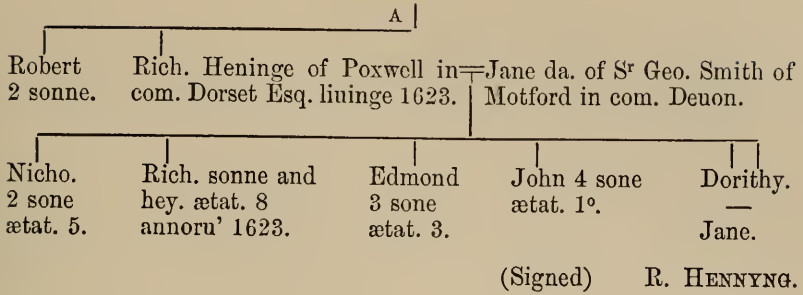 A
Robert
2 sonne.
Rich. Heninge of Poxwell in
com. Dorset Esq. liuinge 1623.
Jane da. of Sʳ Geo. Smith of
Motford in com. Deuon.
Nicho.
2 sone
ætat. 5.
Rich. sonne and
hey. ætat. 8
annoru' 1623.
Edmond
3 sone
ætat. 3.
John 4 sone
ætat. 1º.
Dorithy.
—
Jane.
(Signed) R. HENNYNG.